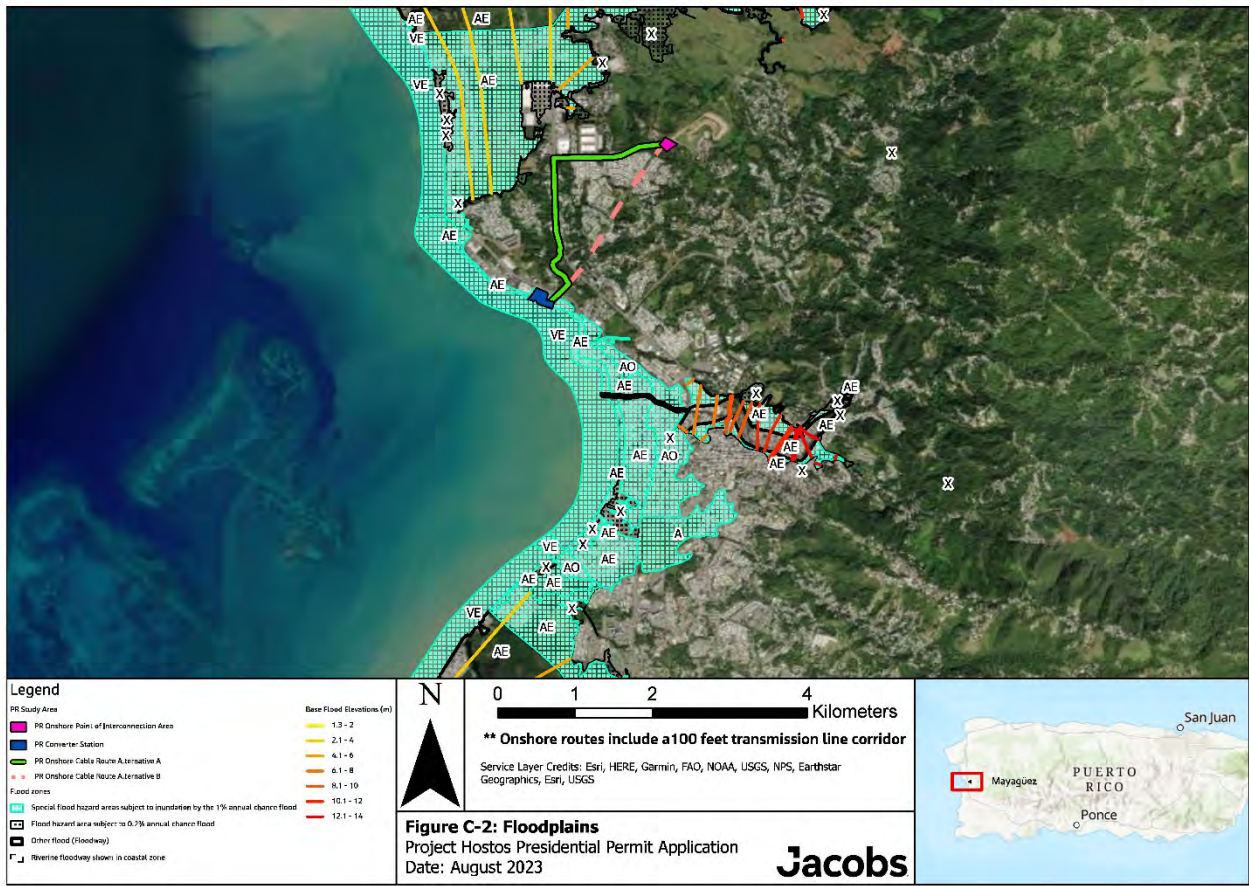 AE
AE
X
X
VE
X
VE
AE
X
X
X
X
X
AE
AE
VE
AE
AO
AE
X
AE
AE
X
X
AE
X
AE
AO
AE
AE
X
X
AE
X
X
AE
A
X
VE
AE
X
AO
AE
AE
VE
X
AE
AE
Legend
PR Study Area
PR Onshore Point of Interconnection Area
PR Converter Station
PR Onshore Cable Route Alternative A
PR Onshore Cable Route Alternative B
Flood zones
Special flood hazard areas subject to inundation by the 1% annual chance flood
Flood hazard area subject to 0.2% annual chance flood
Other flood (Floodway)
Riverine floodway shown in coastal zone
Base Flood Elevations (m)
1.3 - 2
2.1 - 4
4.1 - 6
6.1 - 8
8.1 - 10
10.1 - 12
12.1 - 14
N
0 1 2 4
Kilometers
** Onshore routes include a100 feet transmission line corridor
Service Layer Credits: Esri, HERE, Garmin, FAO, NOAA, USGS, NPS, Earthstar
Geographics, Esri, USGS
Figure C-2: Floodplains
Project Hostos Presidential Permit Application
Date: August 2023
Jacobs
San Juan
Mayagüez
PUERTO
RICO
Ponce